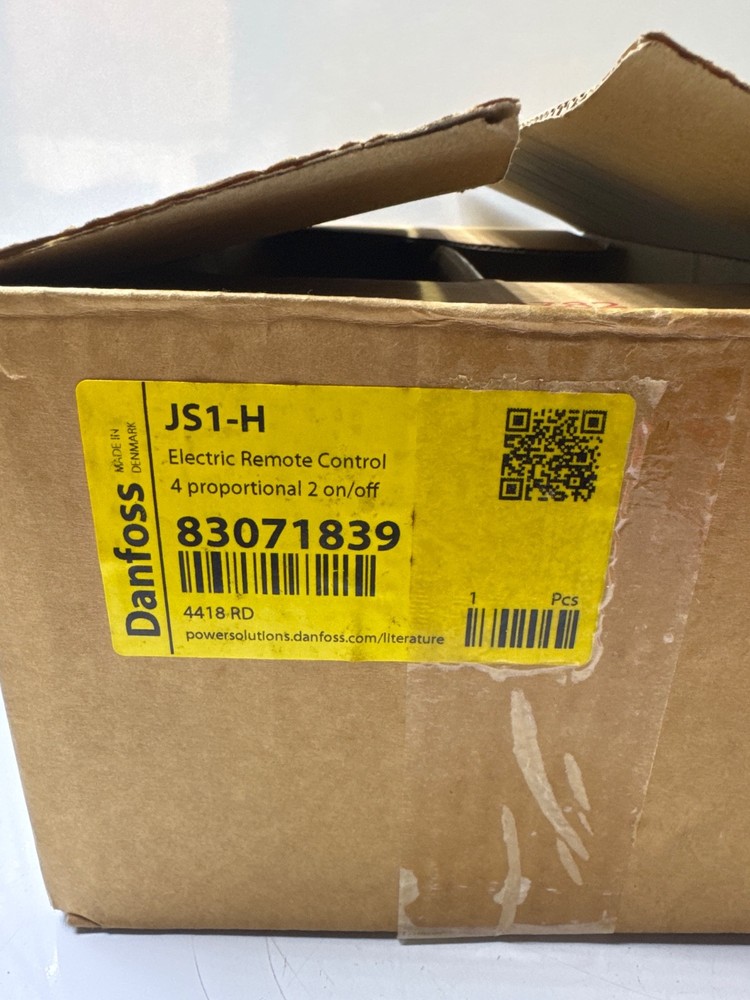 JS1-H
Electric Remote Control
4 proportional 2 on/off
83071839
4418 RD
powersolutions.danfoss.com/literature
1 Pcs
Danfoss
MADE IN
DENMARK